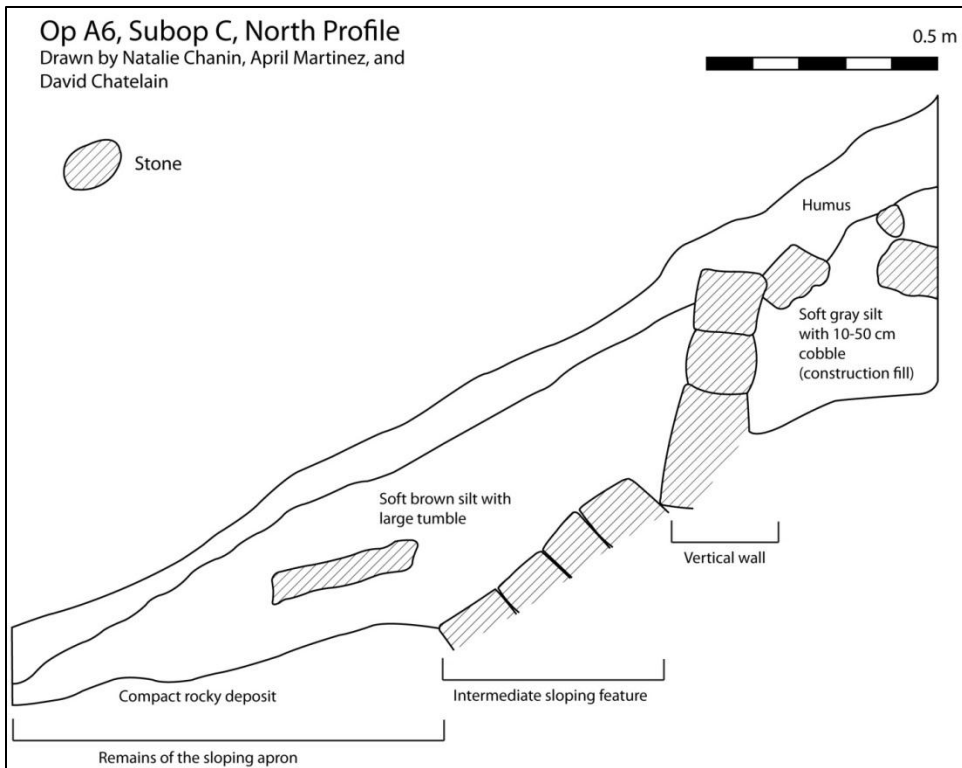 Op A6, Subop C, North Profile
Drawn by Natalie Chanin, April Martinez, and
David Chatelain
0.5 m
Stone
Humus
Soft gray silt
with 10-50 cm
cobble
(construction fill)
Soft brown silt with
large tumble
Vertical wall
Compact rocky deposit
Intermediate sloping feature
Remains of the sloping apron